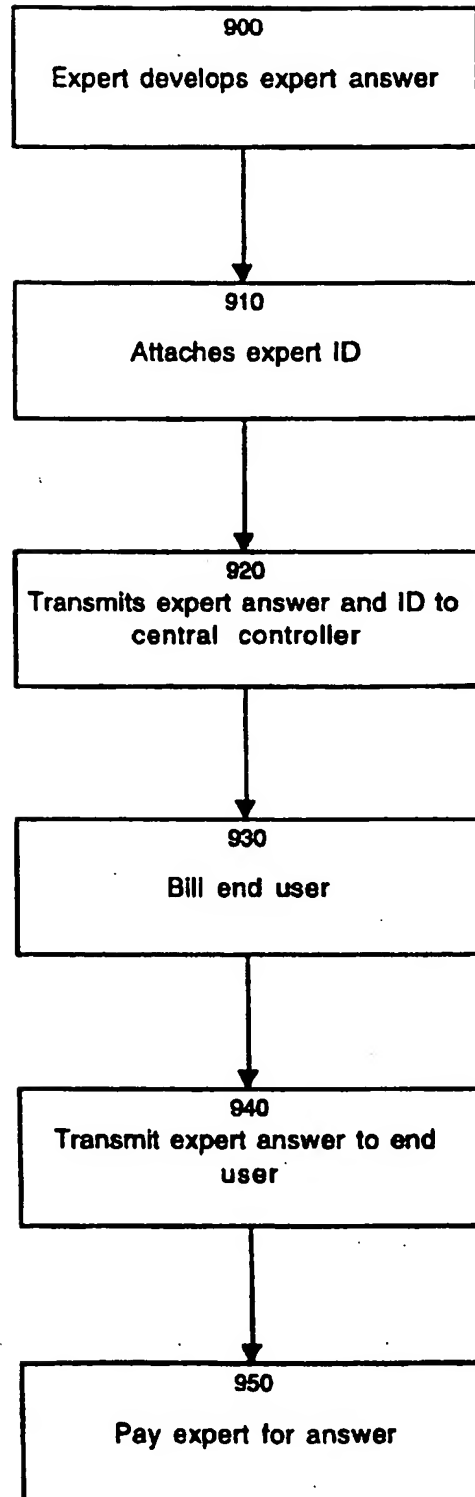 900
Expert develops expert answer
910
Attaches expert ID
920
Transmits expert answer and ID to
central controller
930
Bill end user
940
Transmit expert answer to end
user
950
Pay expert for answer